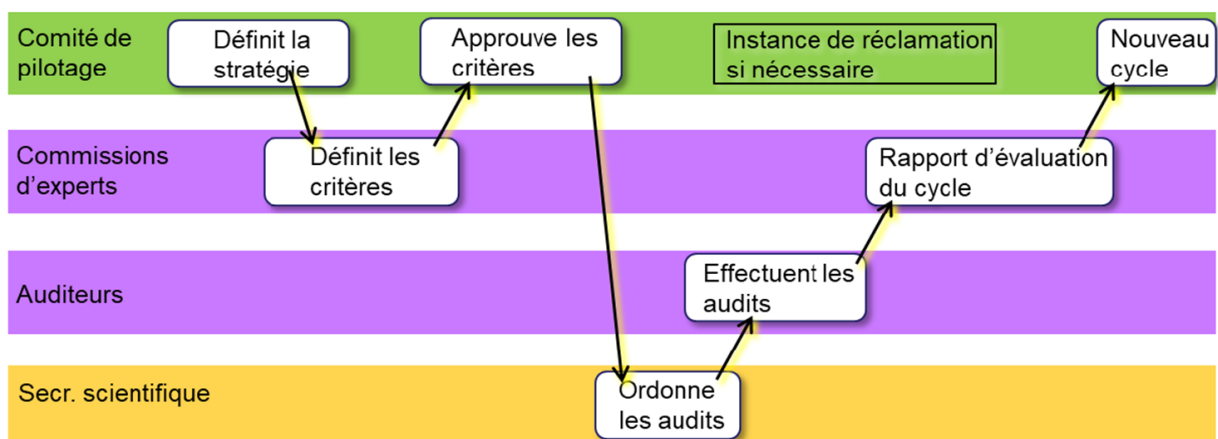 Comité de
pilotage
Définit la
stratégie
Approuve les
critères
Instance de réclamation
si nécessaire
Nouveau
cycle
Commissions
d'experts
Définit les
critères
Rapport d'évaluation
du cycle
Auditeurs
Effectuent les
audits
Secr. scientifique
Ordonne
les audits